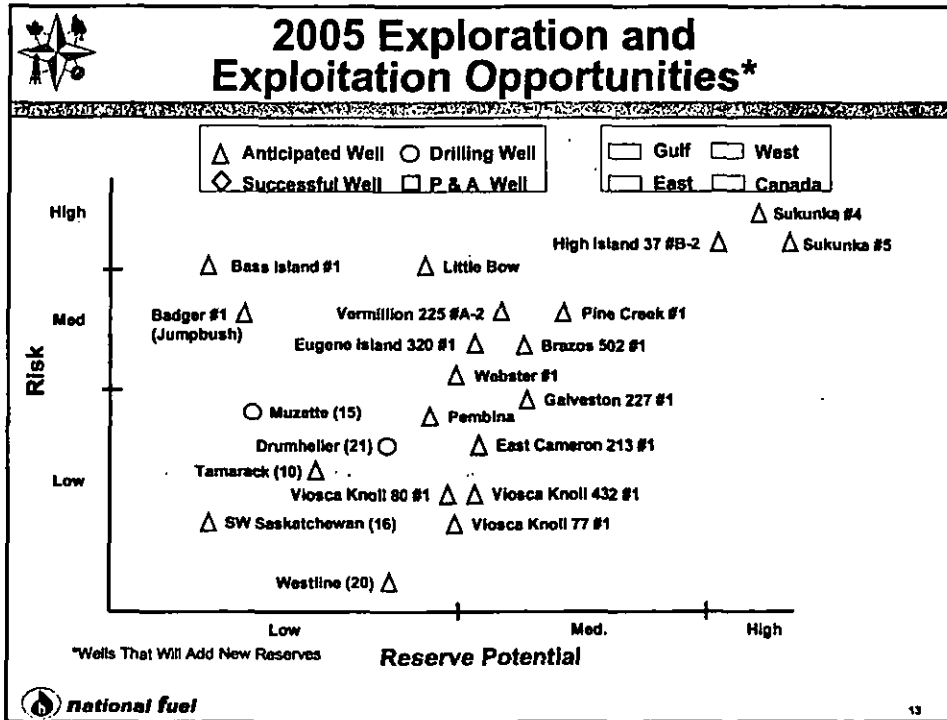 2005 Exploration and
Exploitation Opportunities*
Anticipated Well Drilling Well
Successful Well P & A Well
Gulf West
East Canada
High
Sukunka #4
High Island 37 #B-2
Sukunka #5
Bass Island #1
Little Bow
Med
Badger #1
(Jumpbush)
Vermillion 225 #A-2
Pine Creek #1
Eugene Island 320 #1
Brazos 502 #1
Webster #1
Risk
Galveston 227 #1
Muzette (15)
Pembina
Drumheller (21)
East Cameron 213 #1
Low
Tamarack (10)
Viosca Knoll 80 #1
Viosca Knoll 432 #1
SW Saskatchewan (16)
Viosca Knoll 77 #1
Westline (20)
Low Med. High
*Wells That Will Add New Reserves
Reserve Potential
national fuel
13